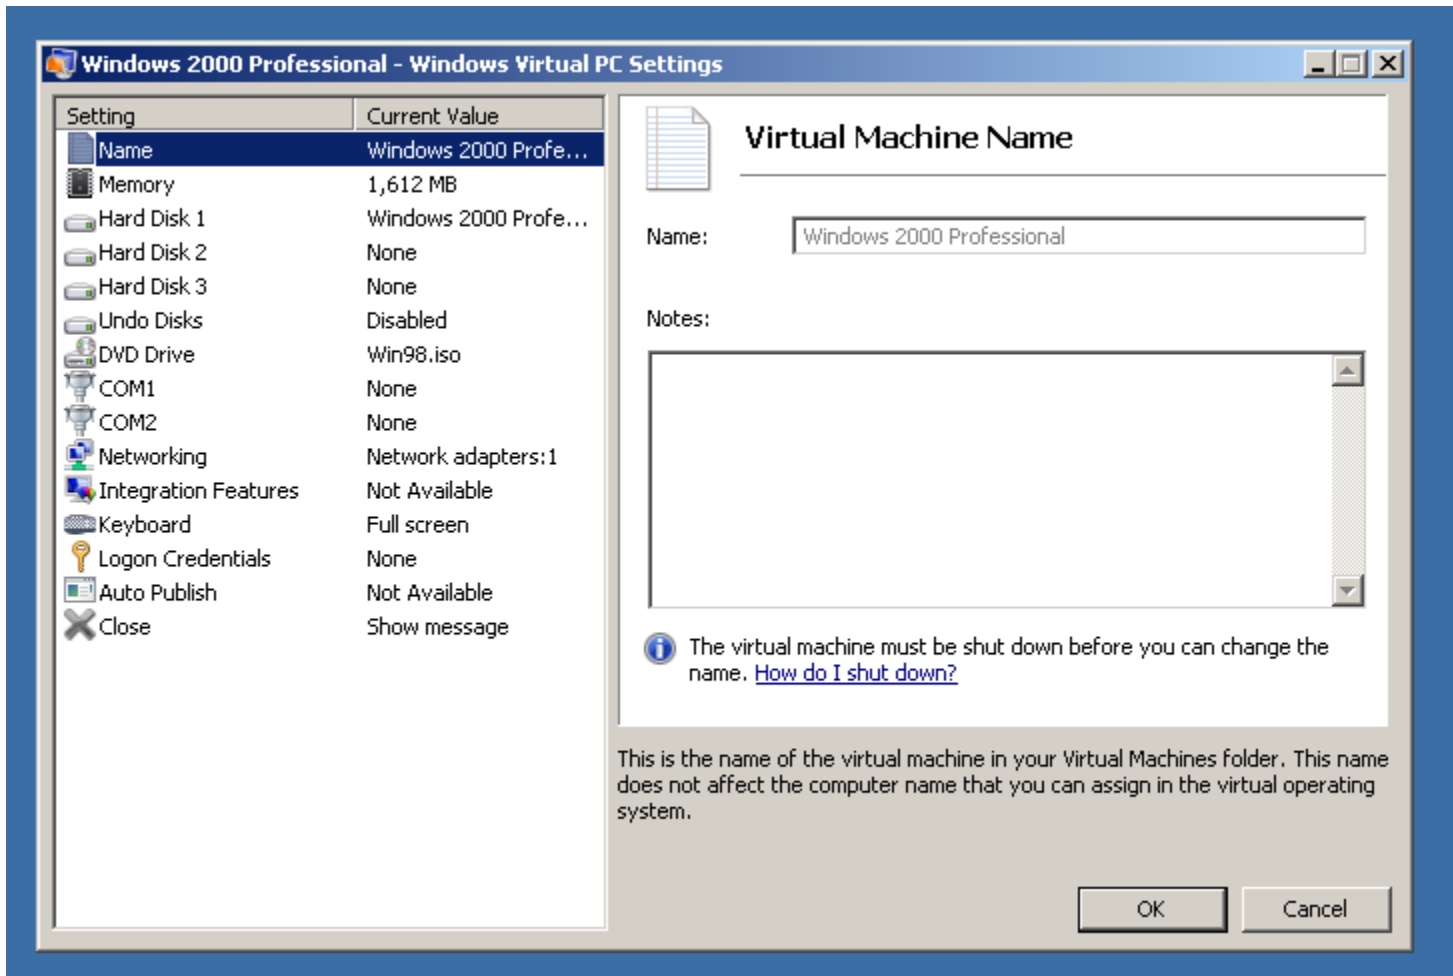 Windows 2000 Professional - Windows Virtual PC Settings
Setting Current Value
Name Windows 2000 Profe...
Memory 1,612 MB
Hard Disk 1 Windows 2000 Profe...
Hard Disk 2 None
Hard Disk 3 None
Undo Disks Disabled
DVD Drive Win98.iso
COM1 None
COM2 None
Networking Network adapters:1
Integration Features Not Available
Keyboard Full screen
Logon Credentials None
Auto Publish Not Available
Close Show message
Virtual Machine Name
Name: Windows 2000 Professional
Notes:
The virtual machine must be shut down before you can change the
name. How do I shut down?
This is the name of the virtual machine in your Virtual Machines folder. This name
does not affect the computer name that you can assign in the virtual operating
system.
OK Cancel